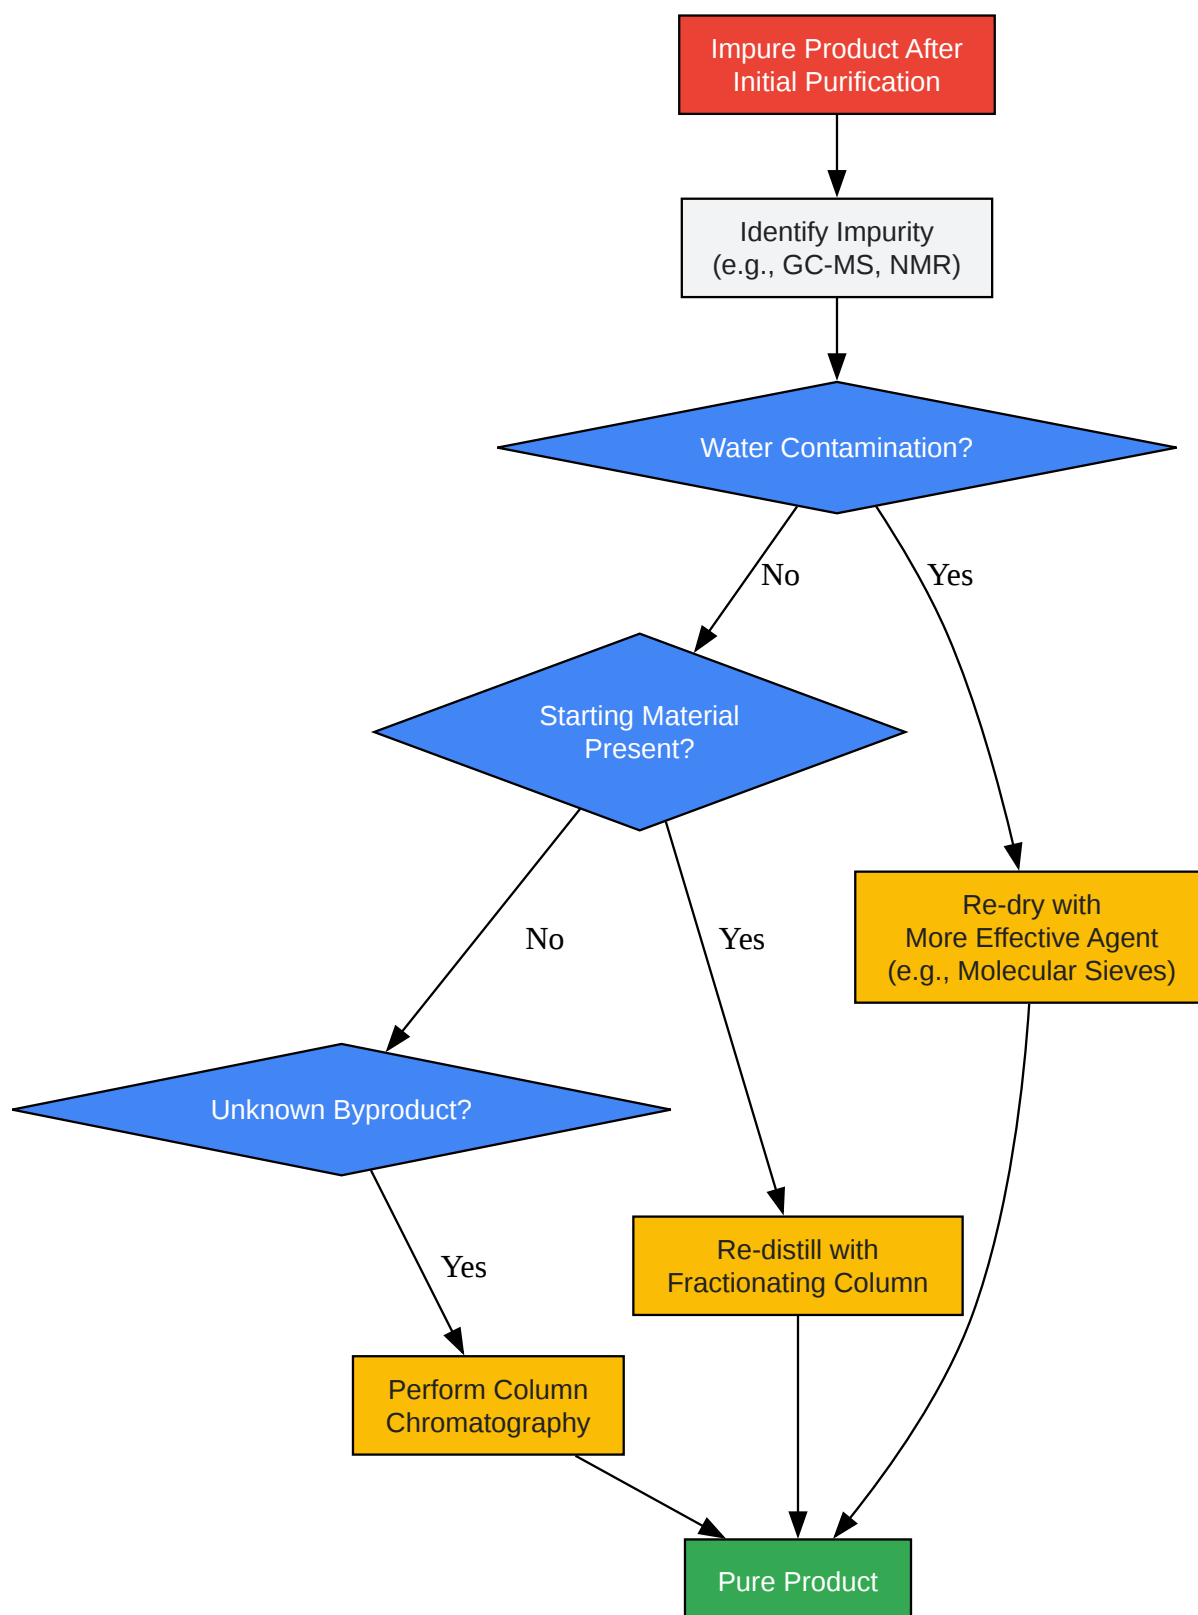 Impure Product After
Initial Purification
Identify Impurity
(e.g., GC-MS, NMR)
Water Contamination?
No
Yes
Starting Material
Present?
No
Yes
Re-dry with
More Effective Agent
(e.g., Molecular Sieves)
Unknown Byproduct?
Yes
Re-distill with
Fractionating Column
Perform Column
Chromatography
Pure Product